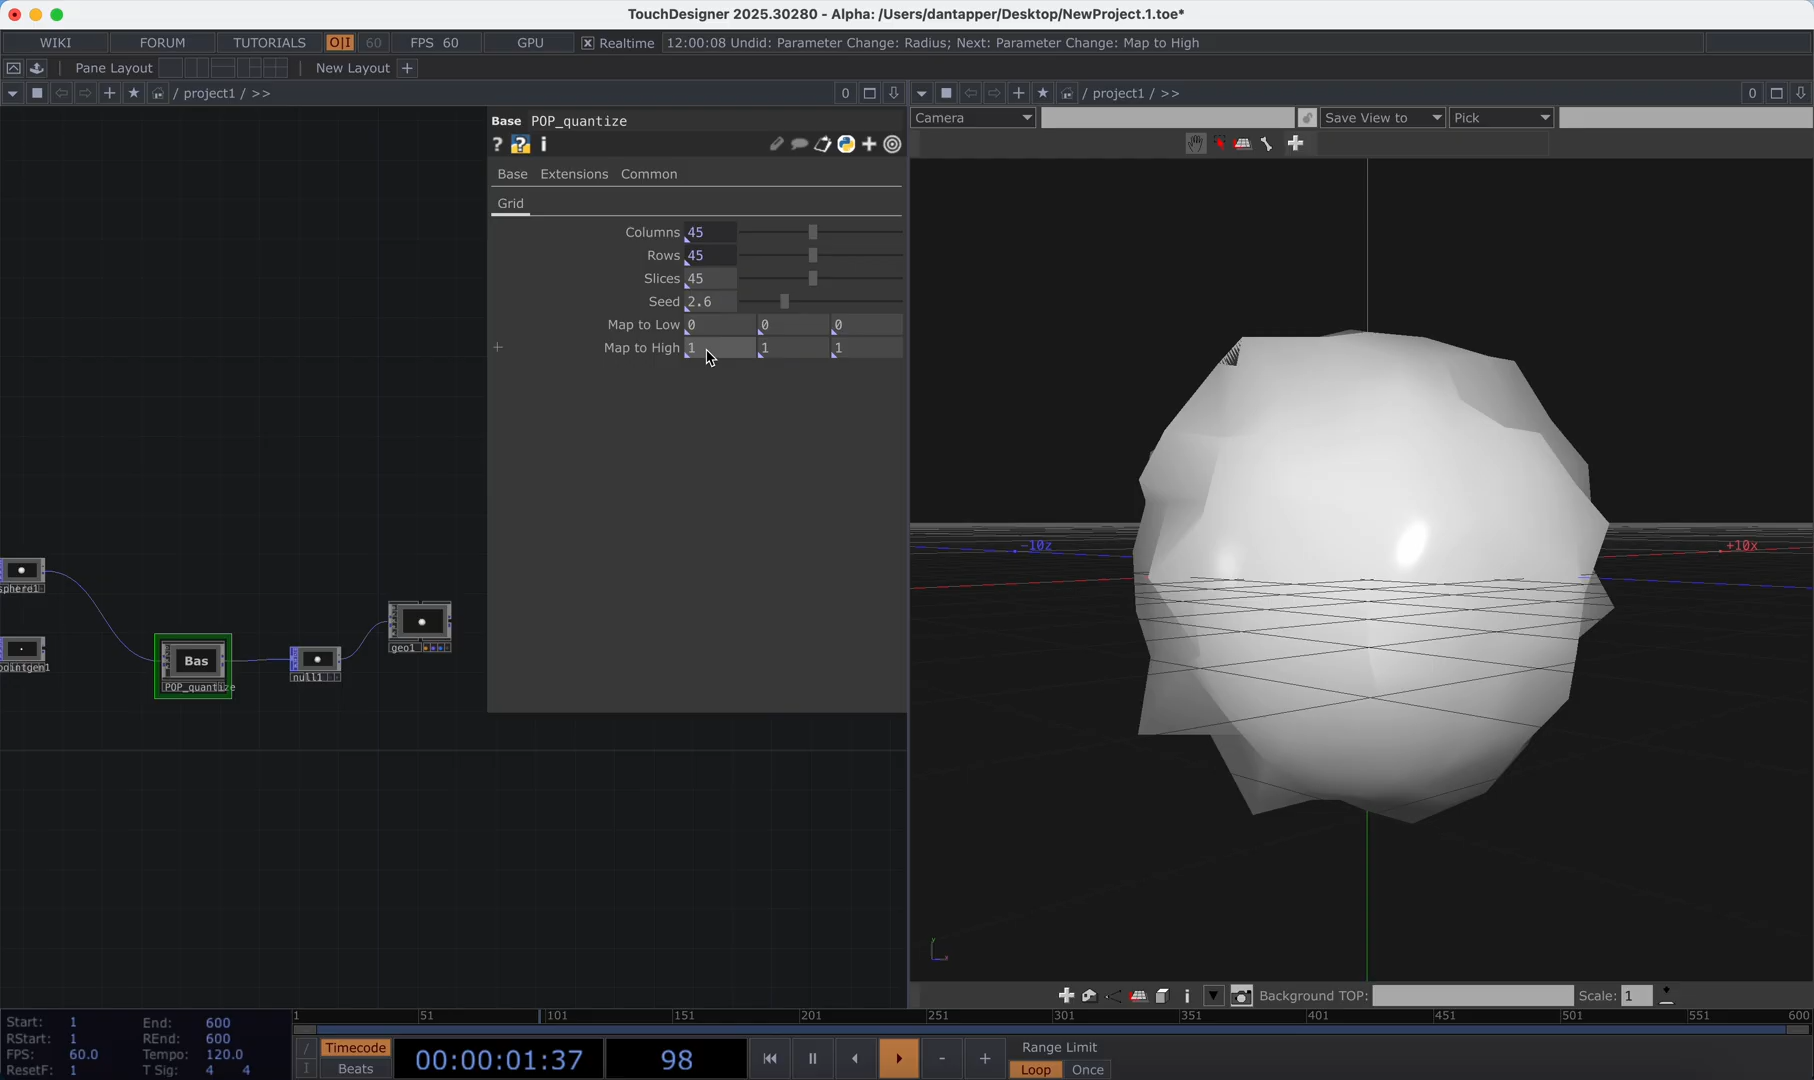 TouchDesigner 2025.30280 - Alpha: /Users/dantapper/Desktop/NewProject.1.toe*
WIKI FORUM TUTORIALS O|I 60 FPS 60 GPU Realtime 12:00:08 Undid: Parameter Change: Radius; Next: Parameter Change: Map to High
Pane Layout New Layout
/ project1 / >> 0
/ project1 / >> 0
Base POP_quantize
Camera Save View to Pick
? ? i
Base Extensions Common
Grid
Columns 45
Rows 45
Slices 45
Seed 2.6
Map to Low 0 0 0
Map to High 1 1 1
-10z
+10x
sphere1
pointgen1
Bas
POP_quantize
null1
geo1
Background TOP: Scale: 1
Start: 1 End: 600
RStart: 1 REnd: 600
FPS: 60.0 Tempo: 120.0
ResetF: 1 T Sig: 4 4
1 51 101 151 201 251 301 351 401 451 501 551 600
Timecode
Beats
00:00:01:37
98
Range Limit
Loop Once